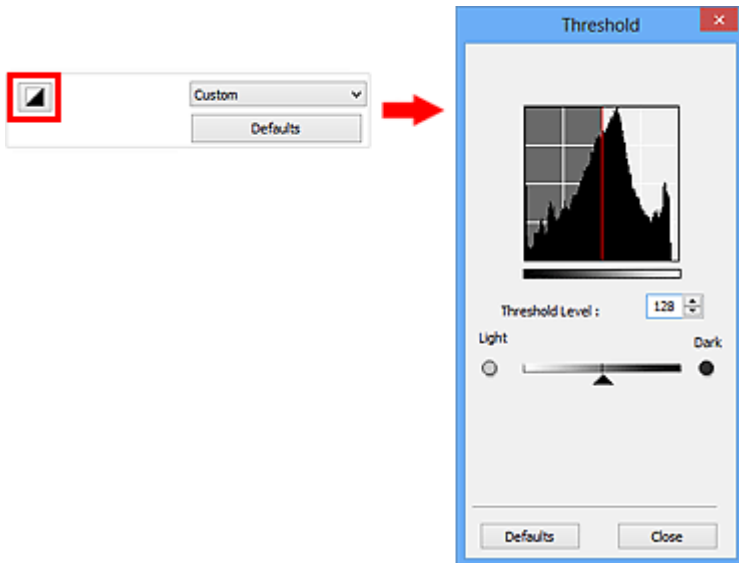 Threshold
Custom
Defaults
Threshold Level :
128
Light
Dark
Defaults
Close